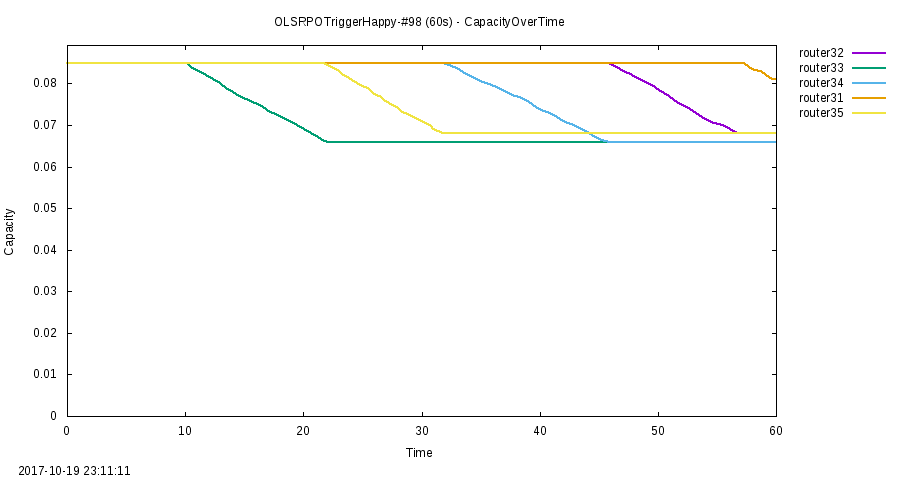 OLSRPOTriggerHappy-#98 (60s) - CapacityOverTime
router32
router33
router34
router31
router35
0.08
0.07
0.06
0.05
0.04
0.03
0.02
0.01
0
Capacity
0 10 20 30 40 50 60
Time
2017-10-19 23:11:11